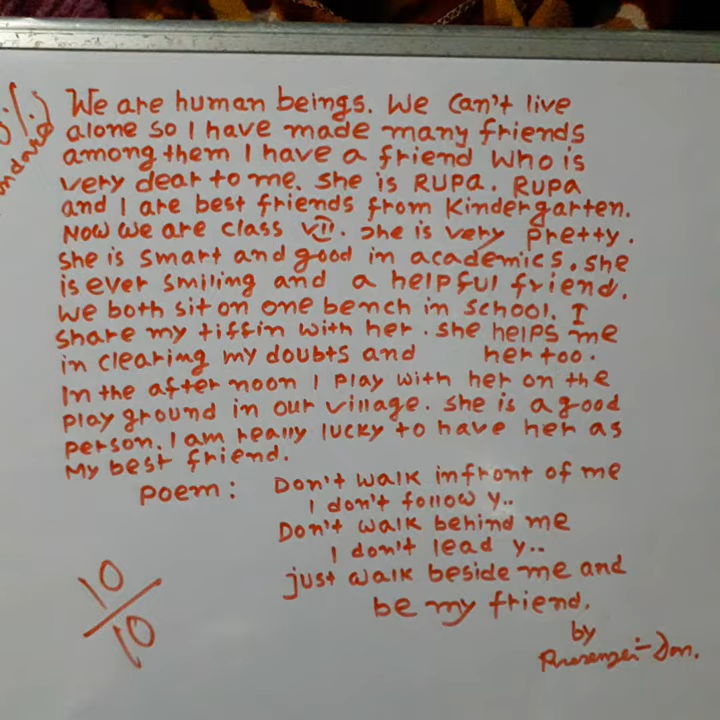 We are human beings. We can't live
alone so I have made many friends
among them I have a friend who is
very dear to me. She is RUPA. RUPA
and I are best friends from Kindergarten.
Now we are class VII. She is very pretty.
She is smart and good in academics. She
is ever smiling and a helpful friend.
We both sit on one bench in school. I
share my tiffin with her. she helps me
in clearing my doubts and her too.
In the after noon I play with her on the
play ground in our village. she is a good
person. I am really lucky to have her as
My best friend.
Poem: Don't walk infront of me
I don't follow y..
Don't walk behind me
I don't lead y..
just walk beside me and
be my friend.
by
10
10